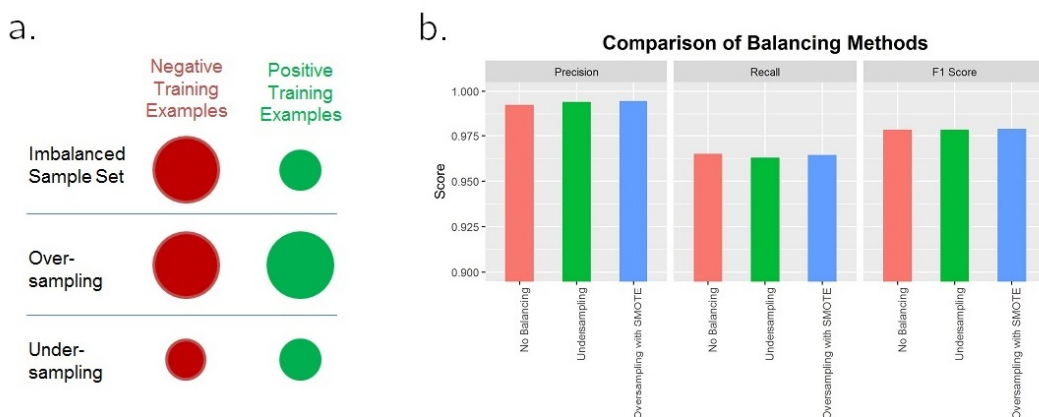 a.
Negative
Training
Examples
Positive
Training
Examples
Imbalanced
Sample Set
Over-
sampling
Under-
sampling
b.
Comparison of Balancing Methods
Precision
Recall
F1 Score
Score
1.000
0.975
0.950
0.925
0.900
No Balancing
Undersampling
Oversampling with SMOTE
No Balancing
Undersampling
Oversampling with SMOTE
No Balancing
Undersampling
Oversampling with SMOTE